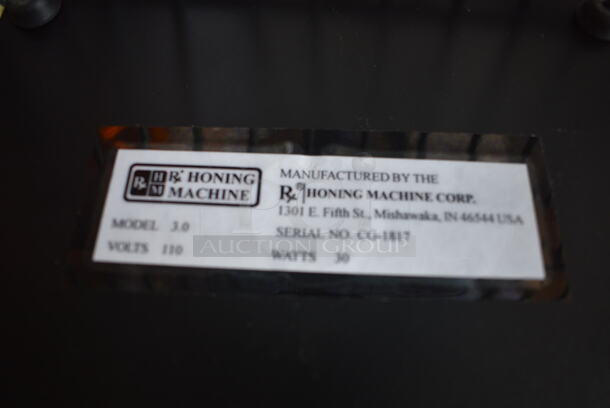 Rx H M Rx HONING MACHINE
MANUFACTURED BY THE
Rx® HONING MACHINE CORP.
1301 E. Fifth St., Mishawaka, IN 46544 USA
MODEL 3.0
SERIAL NO. CG-1817
VOLTS 110
WATTS 30
AUCTION GROUP